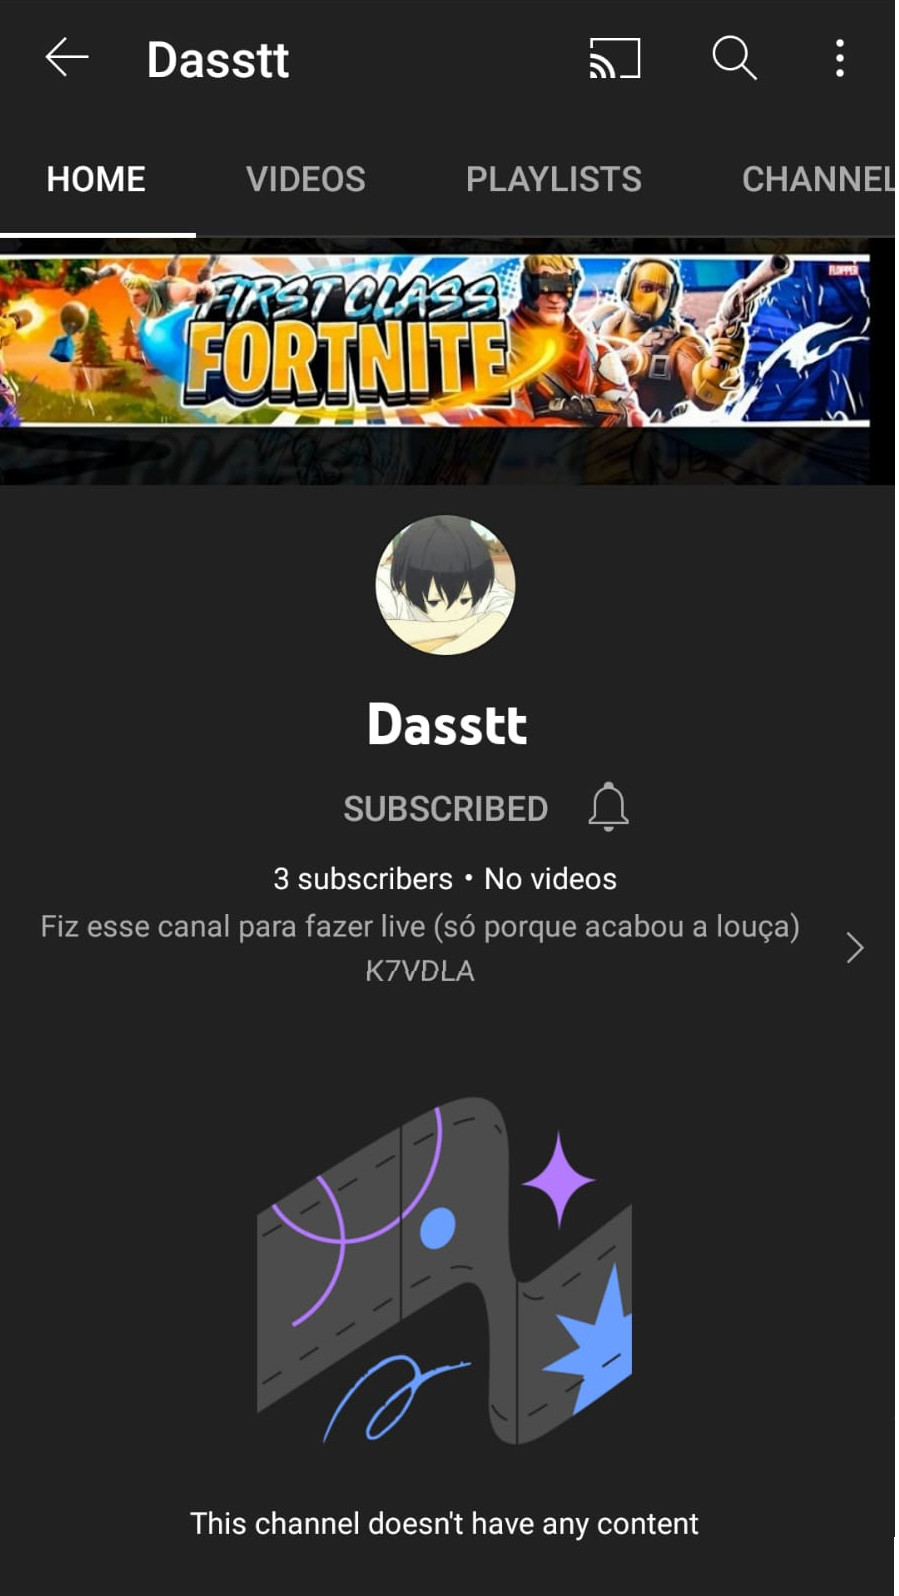 Dasstt
HOME VIDEOS PLAYLISTS CHANNEL
FIRST CLASS
FORTNITE
FLOPPER
Dasstt
SUBSCRIBED
3 subscribers • No videos
Fiz esse canal para fazer live (só porque acabou a louça)
K7VDLA
This channel doesn't have any content